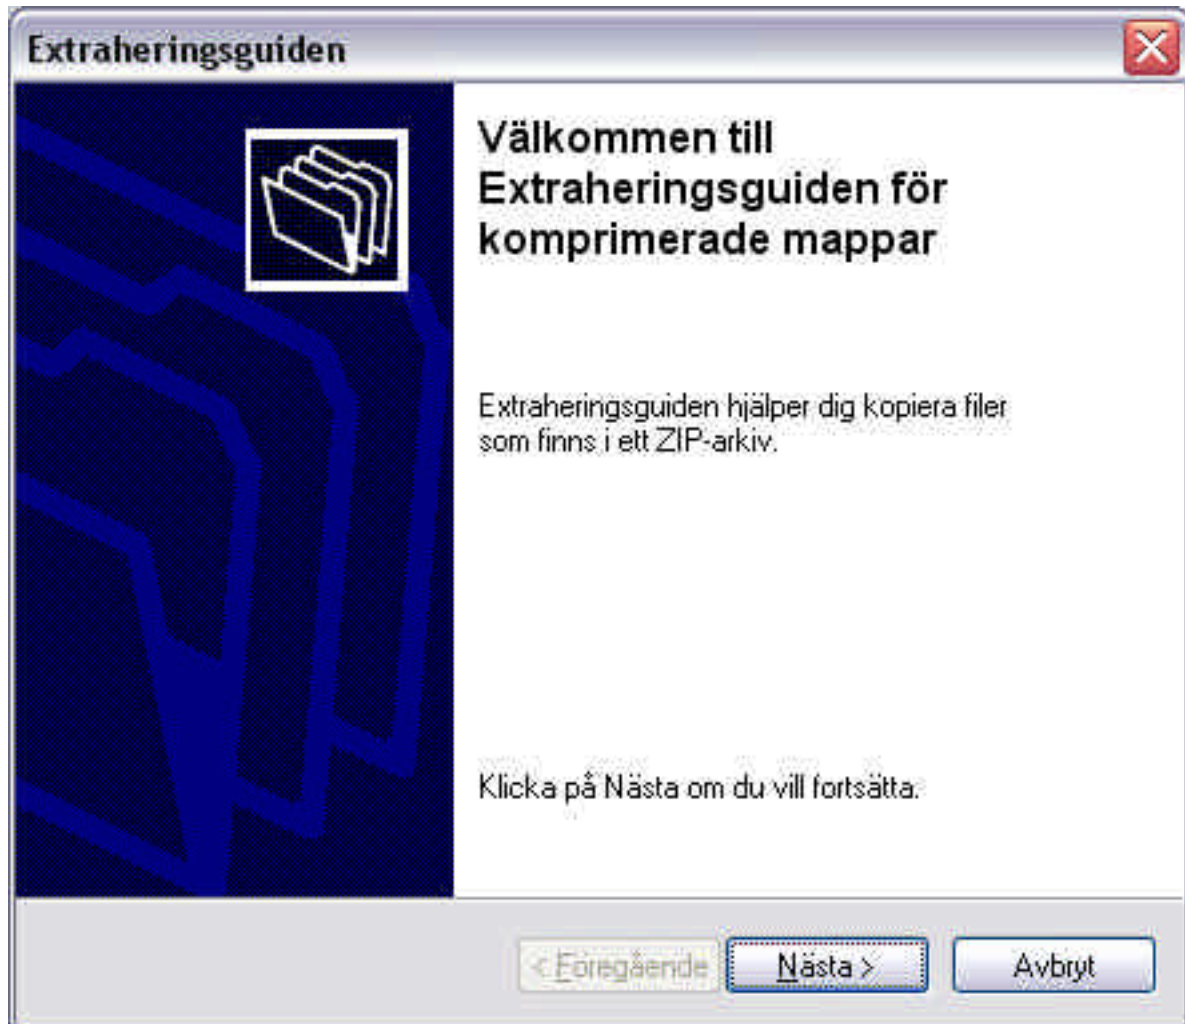 Extraheringsguiden
Välkommen till
Extraheringsguiden för
komprimerade mappar
Extraheringsguiden hjälper dig kopiera filer
som finns i ett ZIP-arkiv.
Klicka på Nästa om du vill fortsätta.
< Föregående Nästa > Avbryt